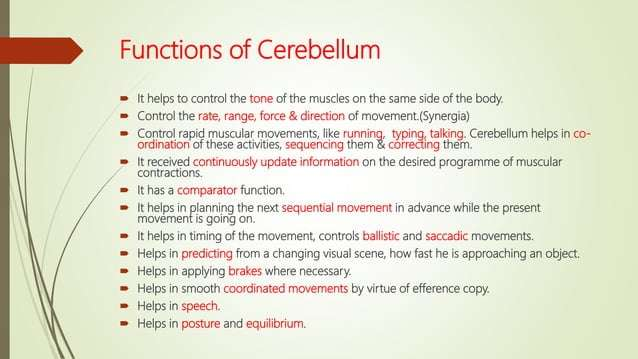 Functions of Cerebellum
It helps to control the tone of the muscles on the same side of the body.
Control the rate, range, force & direction of movement.(Synergia)
Control rapid muscular movements, like running, typing, talking. Cerebellum helps in co-
ordination of these activities, sequencing them & correcting them.
It received continuously update information on the desired programme of muscular
contractions.
It has a comparator function.
It helps in planning the next sequential movement in advance while the present
movement is going on.
It helps in timing of the movement, controls ballistic and saccadic movements.
Helps in predicting from a changing visual scene, how fast he is approaching an object.
Helps in applying brakes where necessary.
Helps in smooth coordinated movements by virtue of efference copy.
Helps in speech.
Helps in posture and equilibrium.